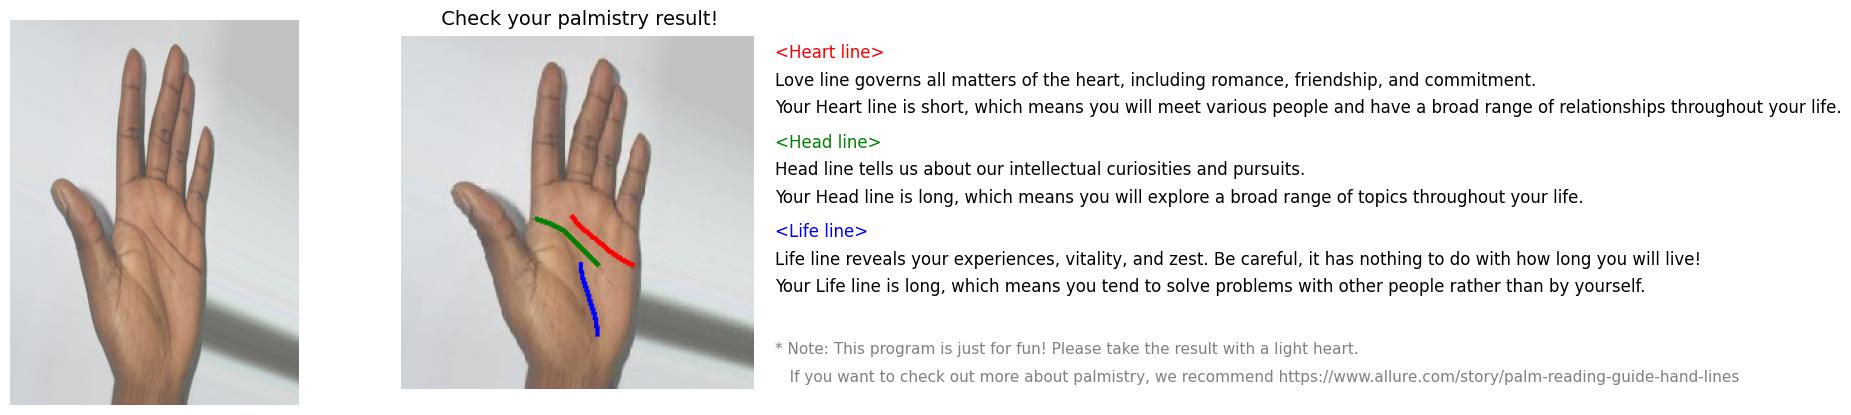 Check your palmistry result!
<Heart line>
Love line governs all matters of the heart, including romance, friendship, and commitment.
Your Heart line is short, which means you will meet various people and have a broad range of relationships throughout your life.
<Head line>
Head line tells us about our intellectual curiosities and pursuits.
Your Head line is long, which means you will explore a broad range of topics throughout your life.
<Life line>
Life line reveals your experiences, vitality, and zest. Be careful, it has nothing to do with how long you will live!
Your Life line is long, which means you tend to solve problems with other people rather than by yourself.
* Note: This program is just for fun! Please take the result with a light heart.
If you want to check out more about palmistry, we recommend https://www.allure.com/story/palm-reading-guide-hand-lines